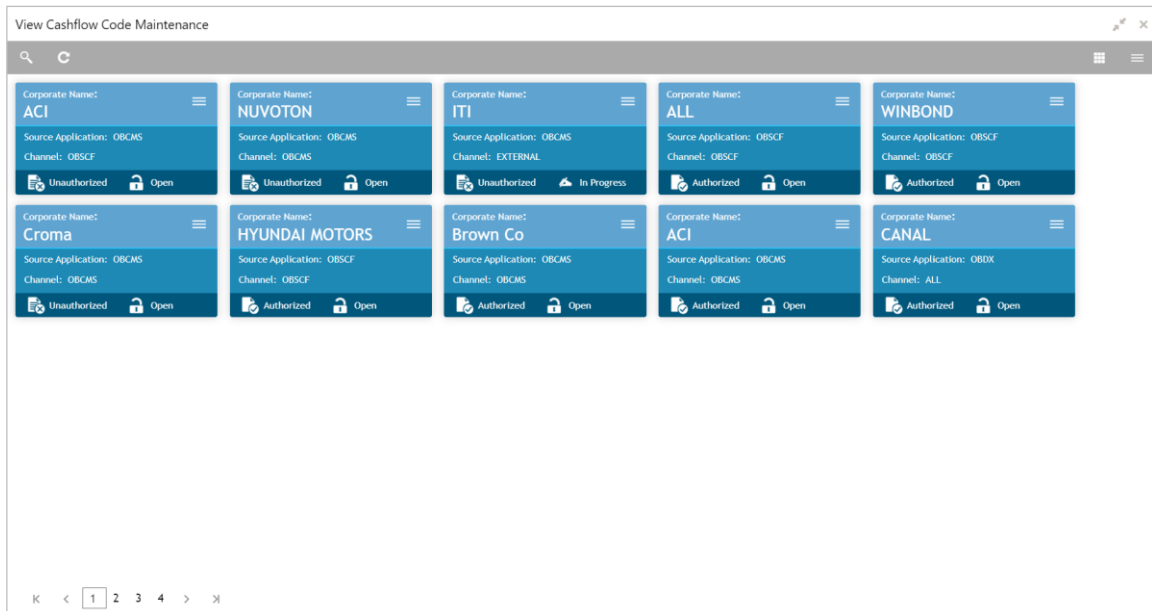 View Cashflow Code Maintenance
Corporate Name:
ACI
Source Application: OBCMS
Channel: OBSCF
Unauthorized Open
Corporate Name:
NUVOTON
Source Application: OBCMS
Channel: OBCMS
Unauthorized Open
Corporate Name:
ITI
Source Application: OBCMS
Channel: EXTERNAL
Unauthorized In Progress
Corporate Name:
ALL
Source Application: OBSCF
Channel: OBSCF
Authorized Open
Corporate Name:
WINBOND
Source Application: OBSCF
Channel: OBSCF
Authorized Open
Corporate Name:
Croma
Source Application: OBCMS
Channel: OBCMS
Unauthorized Open
Corporate Name:
HYUNDAI MOTORS
Source Application: OBSCF
Channel: OBSCF
Authorized Open
Corporate Name:
Brown Co
Source Application: OBCMS
Channel: OBCMS
Authorized Open
Corporate Name:
ACI
Source Application: OBCMS
Channel: OBCMS
Authorized Open
Corporate Name:
CANAL
Source Application: OBDX
Channel: ALL
Authorized Open
1 2 3 4